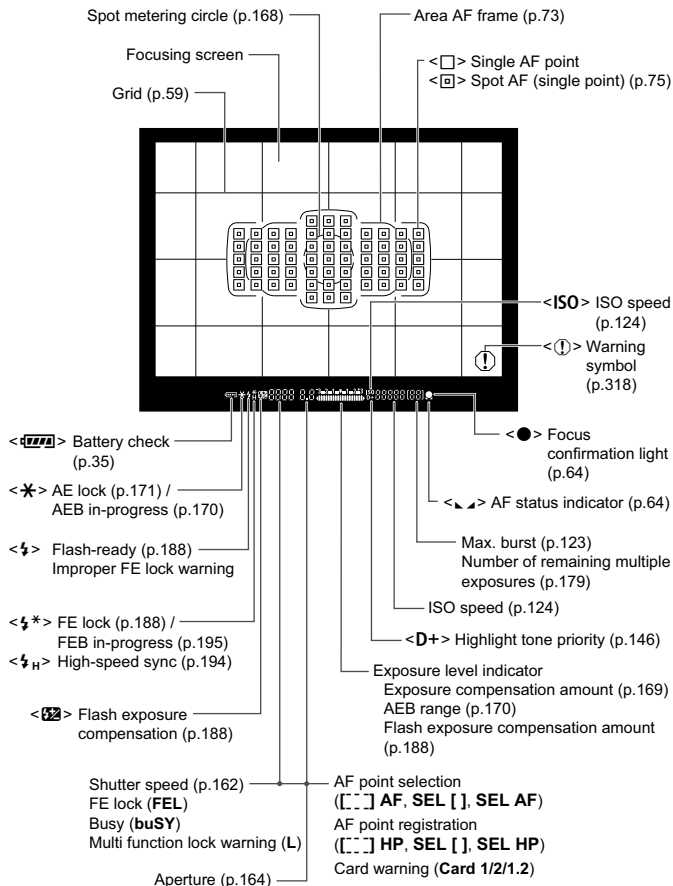 Spot metering circle (p.168)
Area AF frame (p.73)
Focusing screen
<□> Single AF point
<⊡> Spot AF (single point) (p.75)
Grid (p.59)
<ISO> ISO speed
(p.124)
<!> Warning
symbol
(p.318)
<●> Focus
confirmation light
(p.64)
<◣ ◢> AF status indicator (p.64)
Max. burst (p.123)
Number of remaining multiple
exposures (p.179)
ISO speed (p.124)
<D+> Highlight tone priority (p.146)
Exposure level indicator
Exposure compensation amount (p.169)
AEB range (p.170)
Flash exposure compensation amount
(p.188)
Battery check
(p.35)
<✱> AE lock (p.171) /
AEB in-progress (p.170)
<⚡> Flash-ready (p.188)
Improper FE lock warning
<⚡*> FE lock (p.188) /
FEB in-progress (p.195)
<⚡H> High-speed sync (p.194)
Flash exposure
compensation (p.188)
Shutter speed (p.162)
FE lock (FEL)
Busy (buSY)
Multi function lock warning (L)
Aperture (p.164)
AF point selection
([ ] AF, SEL [ ], SEL AF)
AF point registration
([ ] HP, SEL [ ], SEL HP)
Card warning (Card 1/2/1.2)